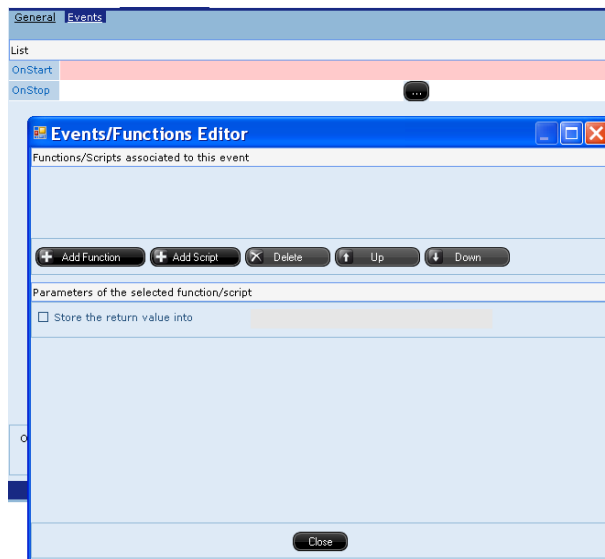 General Events
List
OnStart
OnStop ...
Events/Functions Editor
Functions/Scripts associated to this event
Add Function Add Script Delete Up Down
Parameters of the selected function/script
Store the return value into
O
Close